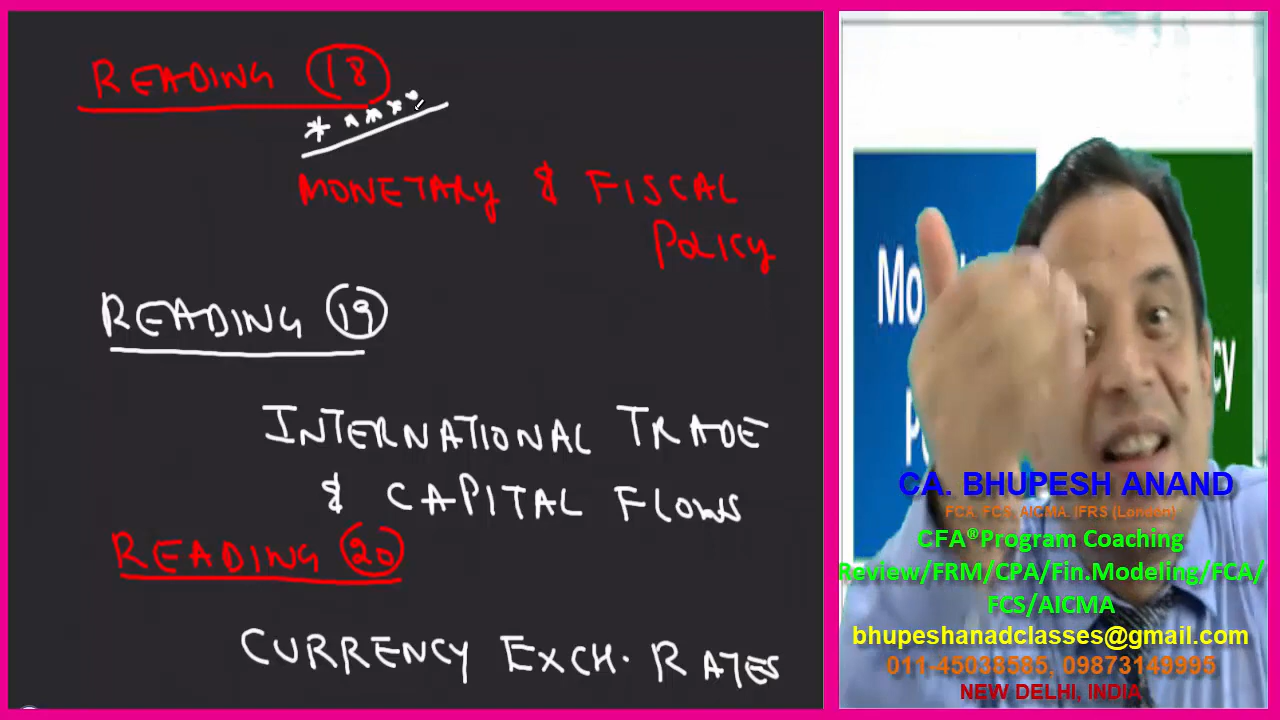 READING 18
* * * * *
MONETARY & FISCAL
POLICY
READING 19
INTERNATIONAL TRADE
& CAPITAL FLOWS
READING 20
CURRENCY EXCH. RATES
CA. BHUPESH ANAND
FCA, FCS, AICMA, IFRS (London)
CFA®Program Coaching
Review/FRM/CPA/Fin.Modeling/FCA/
FCS/AICMA
bhupeshanadclasses@gmail.com
011-45038585, 09873149995
NEW DELHI, INDIA